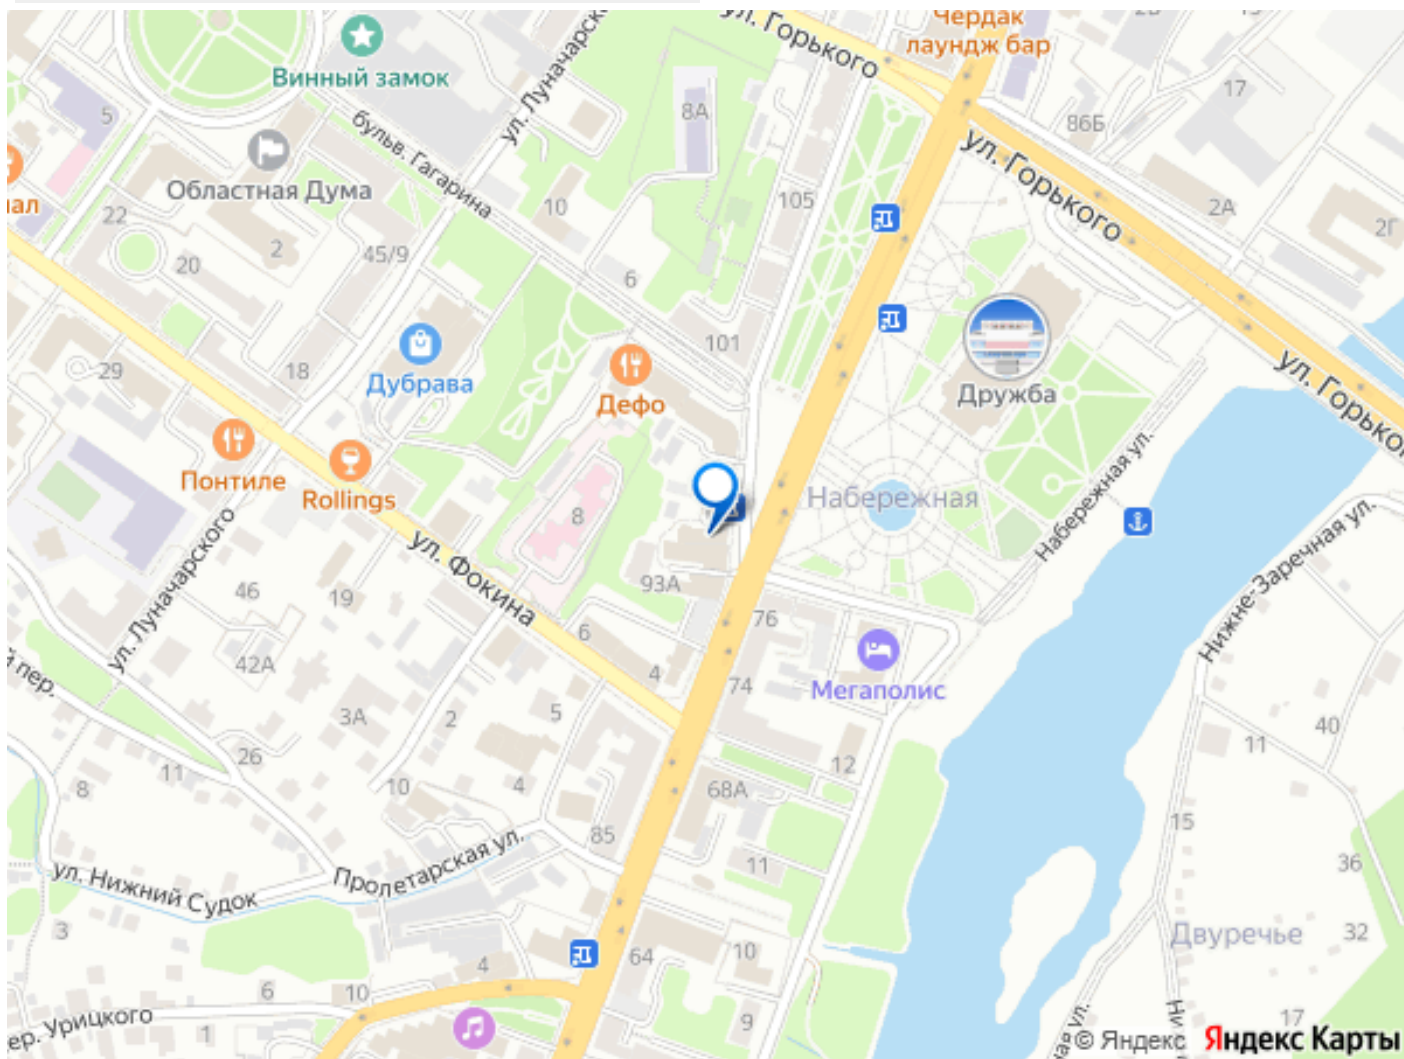 ул. Горького
Чердак
лаундж бар
Винный замок
ул. Луначарского
5
8А
17
86Б
бульв. Гагарина
ул. Горького
Областная Дума
ал
22
10
105
2А
2Г
2
45/9
20
6
101
29
18
Дубрава
Дефо
Дружба
ул. Горького
Понтиле
Rollings
8
Набережная
Набережная ул.
Нижне-Заречная ул.
ул. Фокина
ул. Луначарского
46
19
93А
76
6
42А
4
74
Мегаполис
пер.
3А
2
5
40
26
11
11
12
8
10
4
68А
15
85
Пролетарская ул.
11
36
ул. Нижний Судок
3
Двуречье
32
64
10
4
6
10
пер. Урицкого
1
9
17
© Яндекс Яндекс Карты